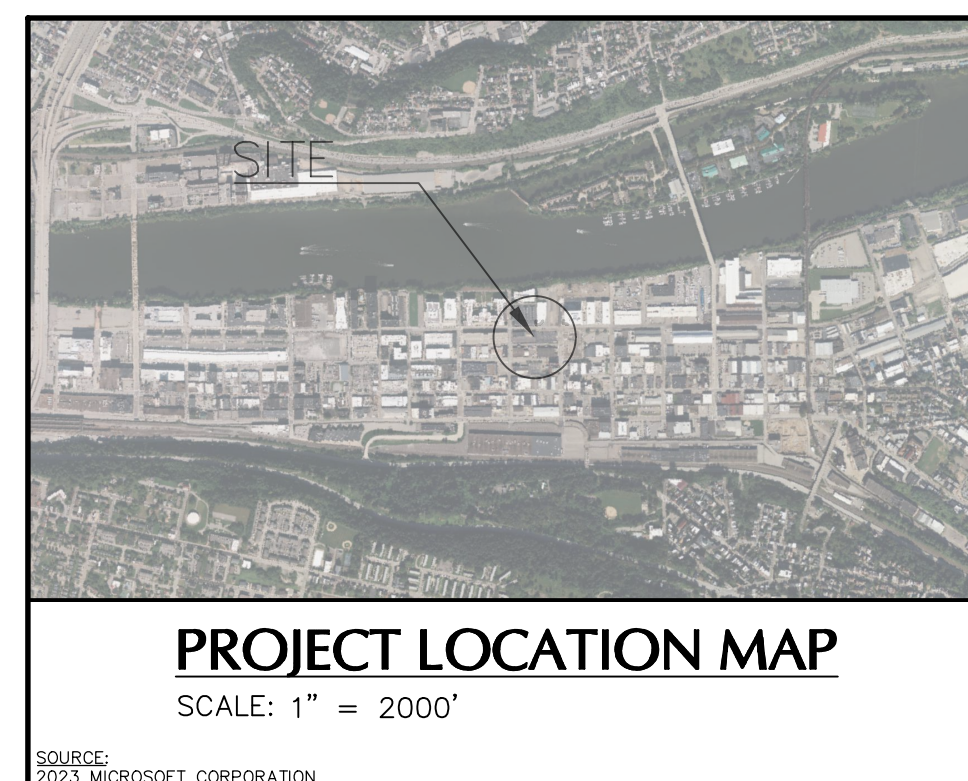 SITE
PROJECT LOCATION MAP
SCALE: 1” = 2000’
SOURCE:
2023 MICROSOFT CORPORATION